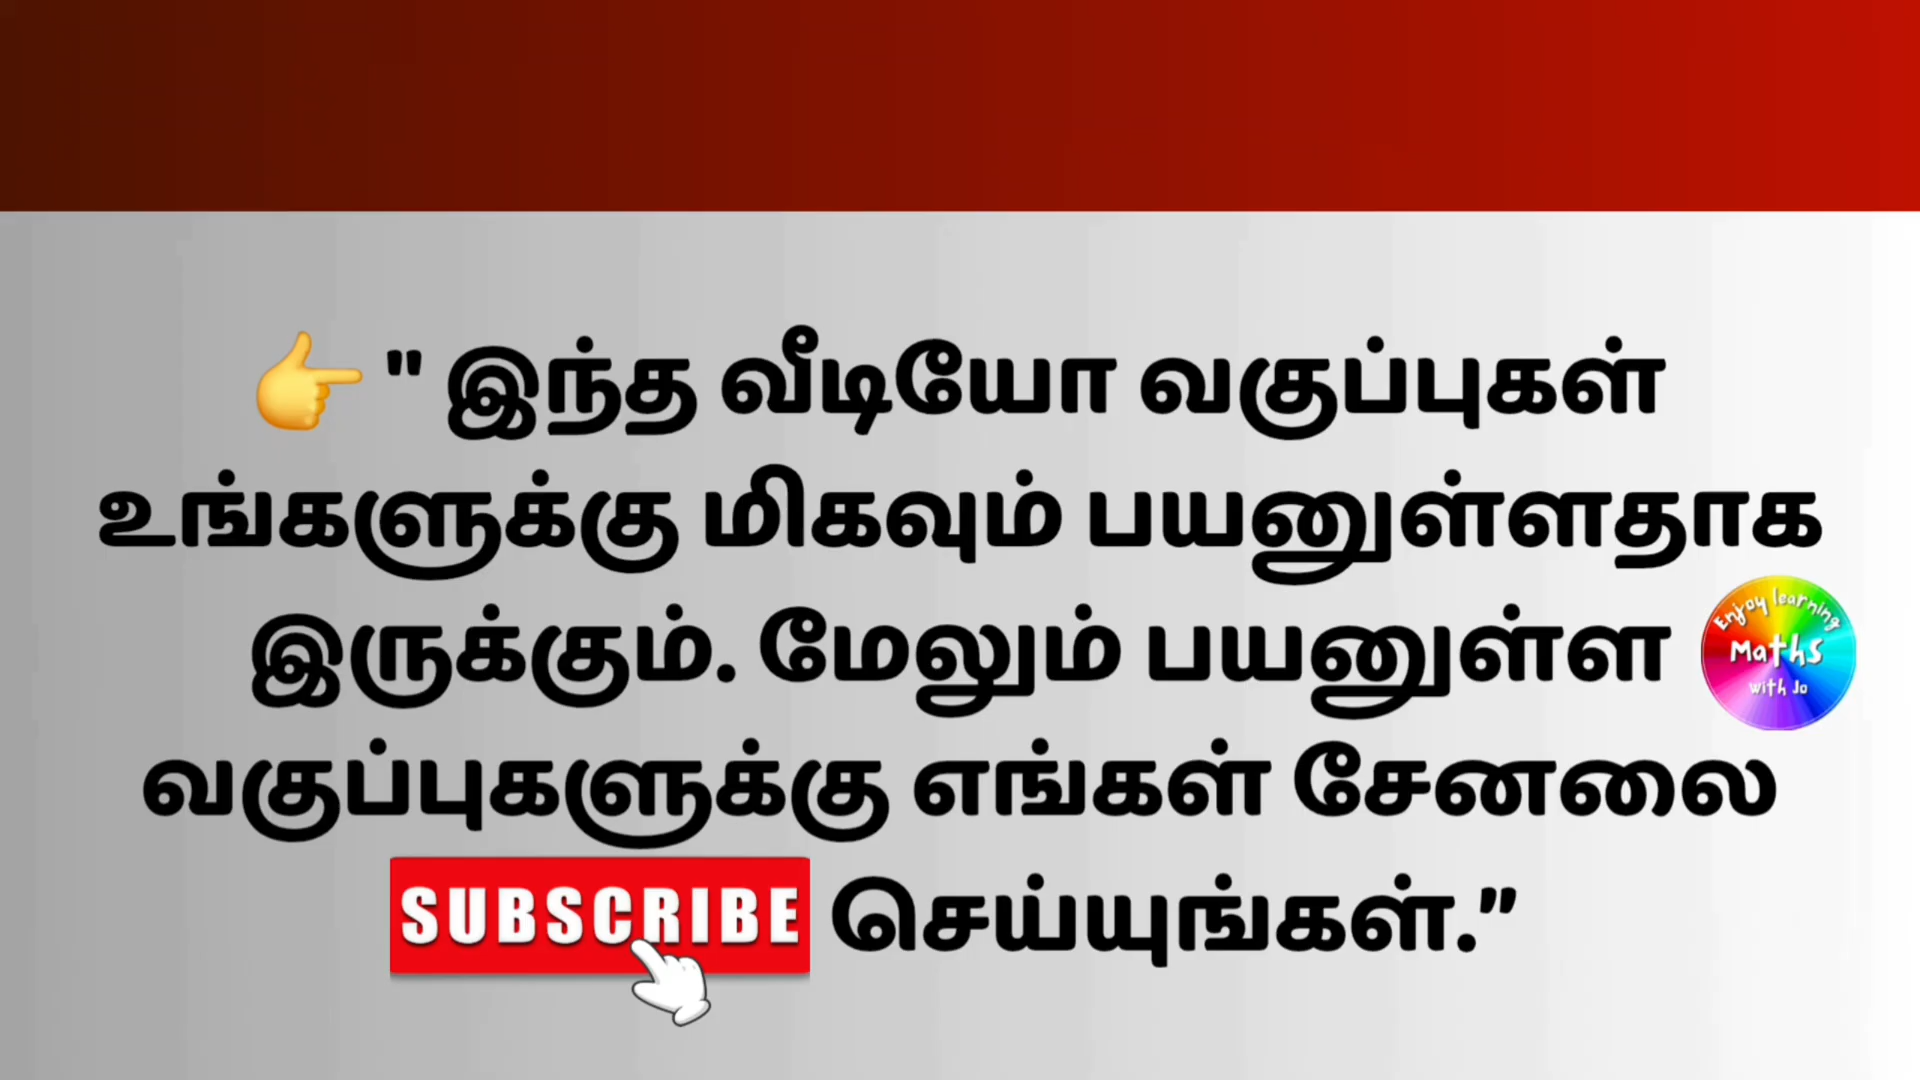 👉 " இந்த வீடியோ வகுப்புகள்
உங்களுக்கு மிகவும் பயனுள்ளதாக
இருக்கும். மேலும் பயனுள்ள
Enjoy learning
Maths
with Jo
வகுப்புகளுக்கு எங்கள் சேனலை
SUBSCRIBE செய்யுங்கள்.”